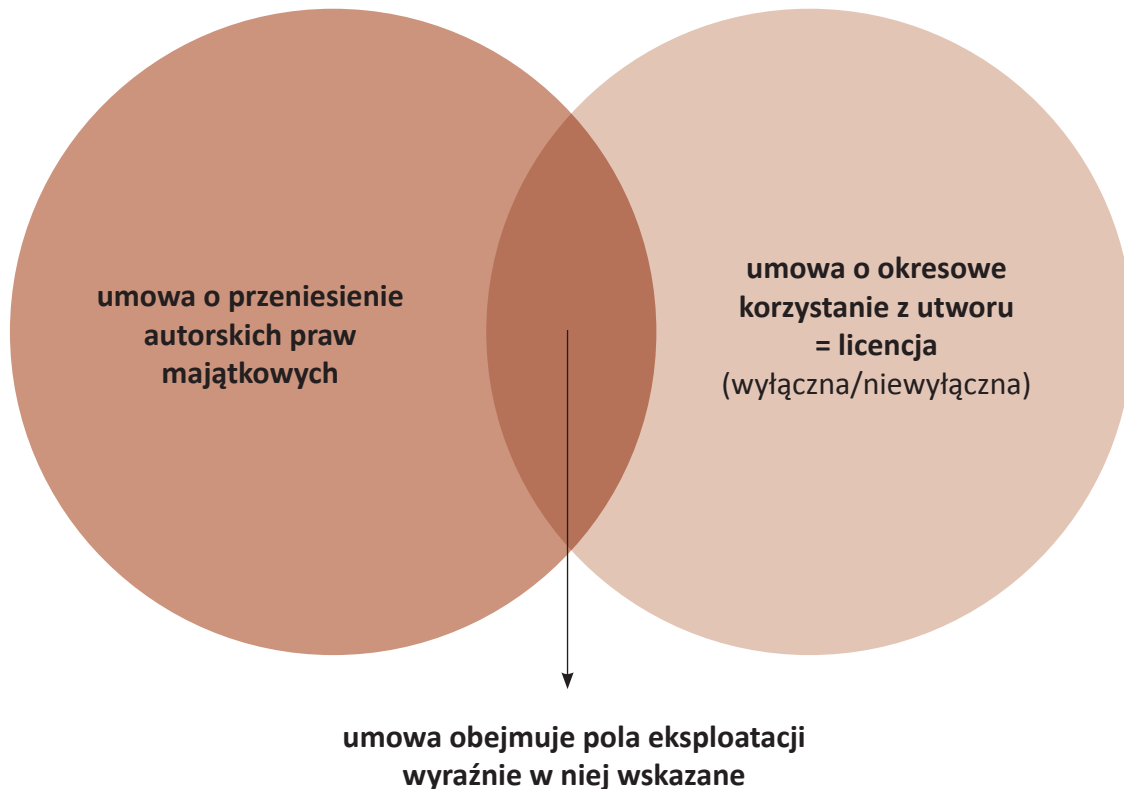 umowa o przeniesienie
autorskich praw
majątkowych
umowa o okresowe
korzystanie z utworu
= licencja
(wyłączna/niewyłączna)
umowa obejmuje pola eksploatacji
wyraźnie w niej wskazane